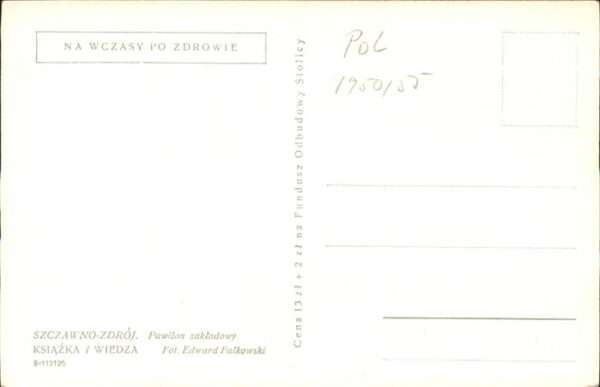 NA WCZASY PO ZDROWIE
POL
1950/55
Cena 13 zł + 2 zł na Fundusz Odbudowy Stolicy
SZCZAWNO-ZDRÓJ. Pawilon zakładowy
KSIĄŻKA I WIEDZA Fot. Edward Falkowski